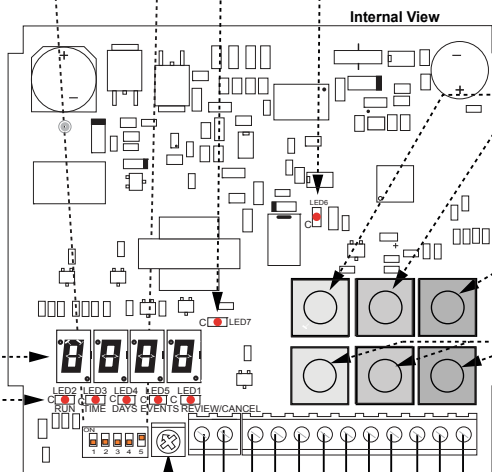 Internal View
LED6
C
C LED7
LED2 LED3 LED4 LED5 LED1
C C C C C
RUN TIME DAYS EVENTS REVIEW/CANCEL
ON
1 2 3 4 5